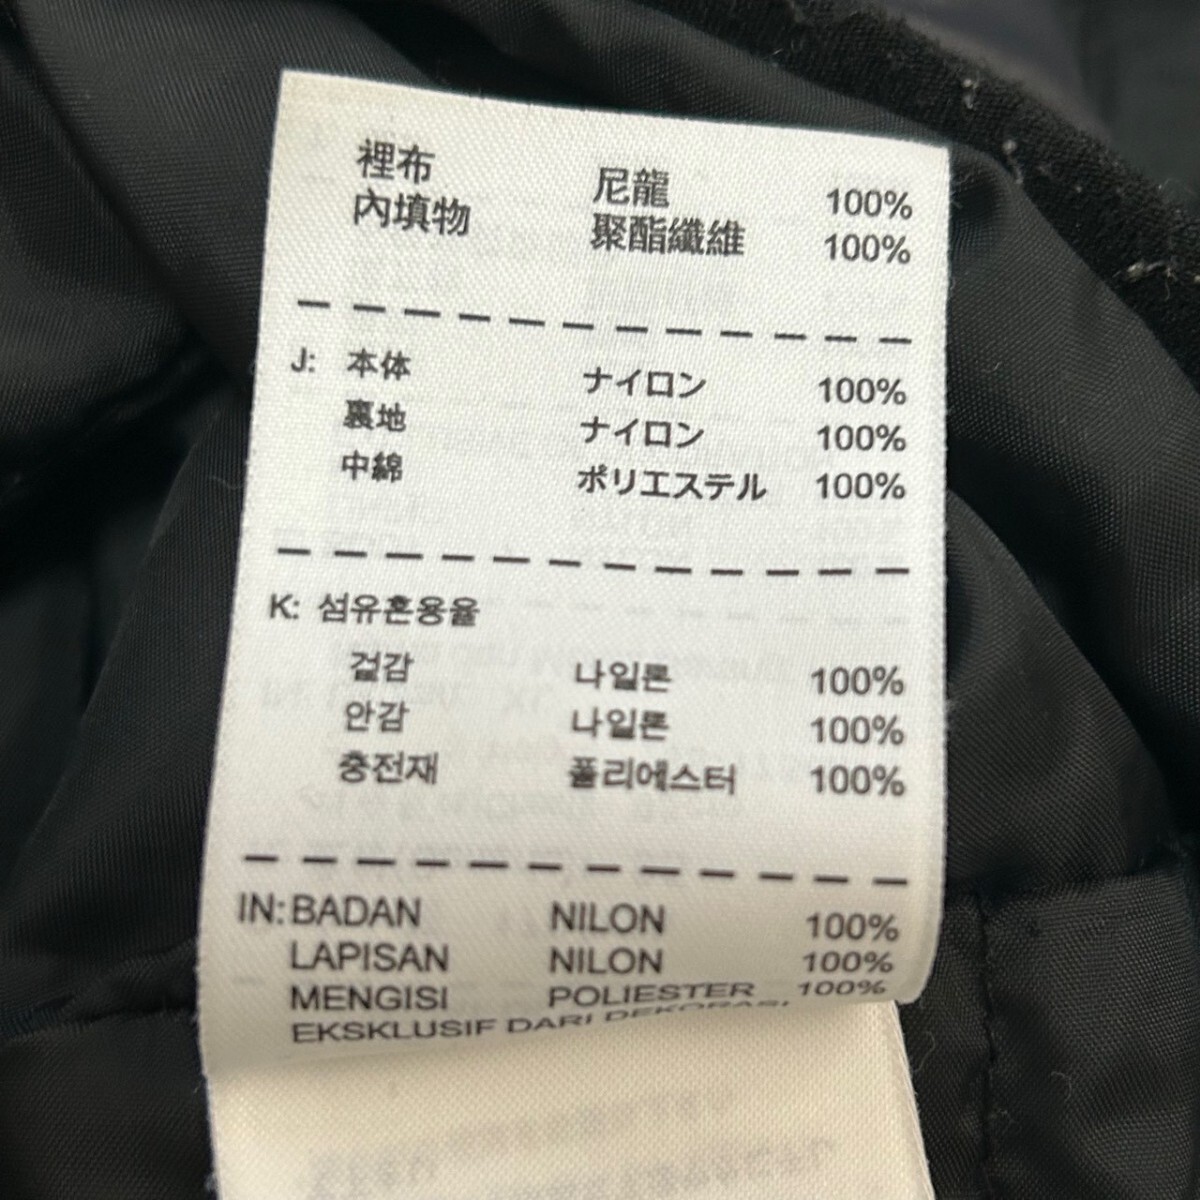 裡布 尼龍 100%
內填物 聚酯纖維 100%
J: 本体 ナイロン 100%
裏地 ナイロン 100%
中綿 ポリエステル 100%
K: 섬유혼용율
겉감 나일론 100%
안감 나일론 100%
충전재 폴리에스터 100%
IN: BADAN NILON 100%
LAPISAN NILON 100%
MENGISI POLIESTER 100%
EKSKLUSIF DARI DEKORASI